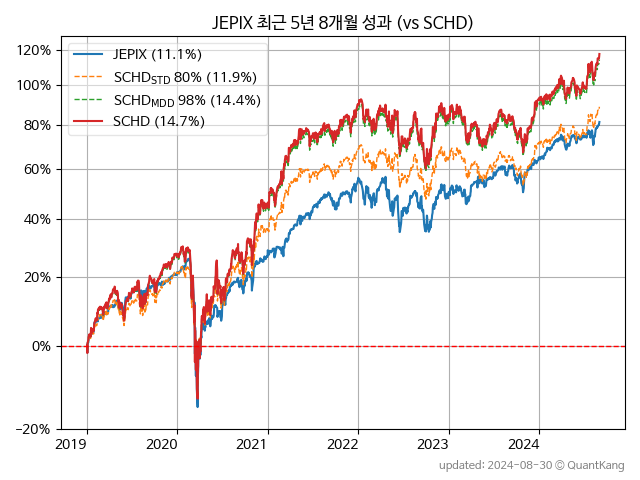 JEPIX 최근 5년 8개월 성과 (vs SCHD)
120%
100%
80%
60%
40%
20%
0%
−20%
JEPIX (11.1%)
SCHD_STD 80% (11.9%)
SCHD_MDD 98% (14.4%)
SCHD (14.7%)
2019 2020 2021 2022 2023 2024
updated: 2024-08-30 © QuantKang